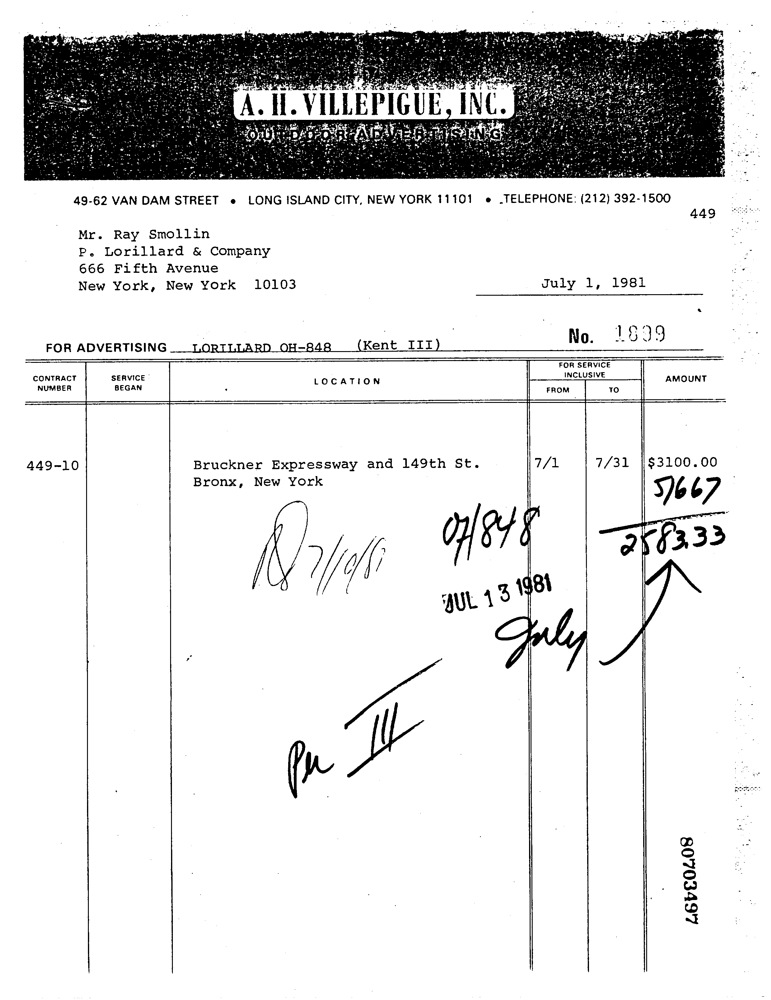 A. H. VILLEPIGUE, INC.
OUTDOOR ADVERTISING
49-62 VAN DAM STREET • LONG ISLAND CITY, NEW YORK 11101 • TELEPHONE: (212) 392-1500
449
Mr. Ray Smollin
P. Lorillard & Company
666 Fifth Avenue
New York, New York 10103
July 1, 1981
No. 1809
FOR ADVERTISING LORILLARD OH-848 (Kent III)
CONTRACT NUMBER
SERVICE BEGAN
LOCATION
FOR SERVICE INCLUSIVE
FROM
TO
AMOUNT
449-10 Bruckner Expressway and 149th St. 7/1 7/31 $3100.00
Bronx, New York
07/848
2583.33
7/10/81
JUL 13 1981
July
Per III
80703497